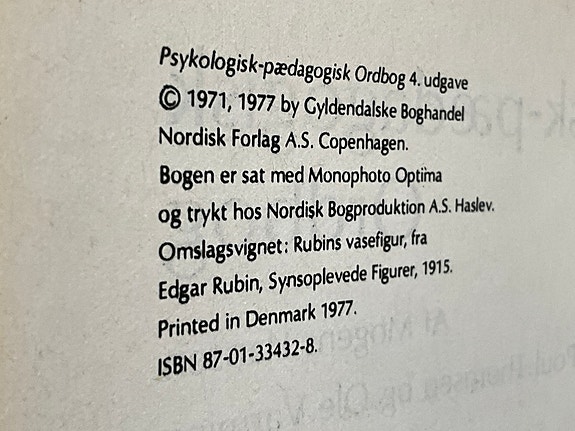 Psykologisk-pædagogisk Ordbog 4. udgave
© 1971, 1977 by Gyldendalske Boghandel
Nordisk Forlag A.S. Copenhagen.
Bogen er sat med Monophoto Optima
og trykt hos Nordisk Bogproduktion A.S. Haslev.
Omslagsvignet: Rubins vasefigur, fra
Edgar Rubin, Synsoplevede Figurer, 1915.
Printed in Denmark 1977.
ISBN 87-01-33432-8.